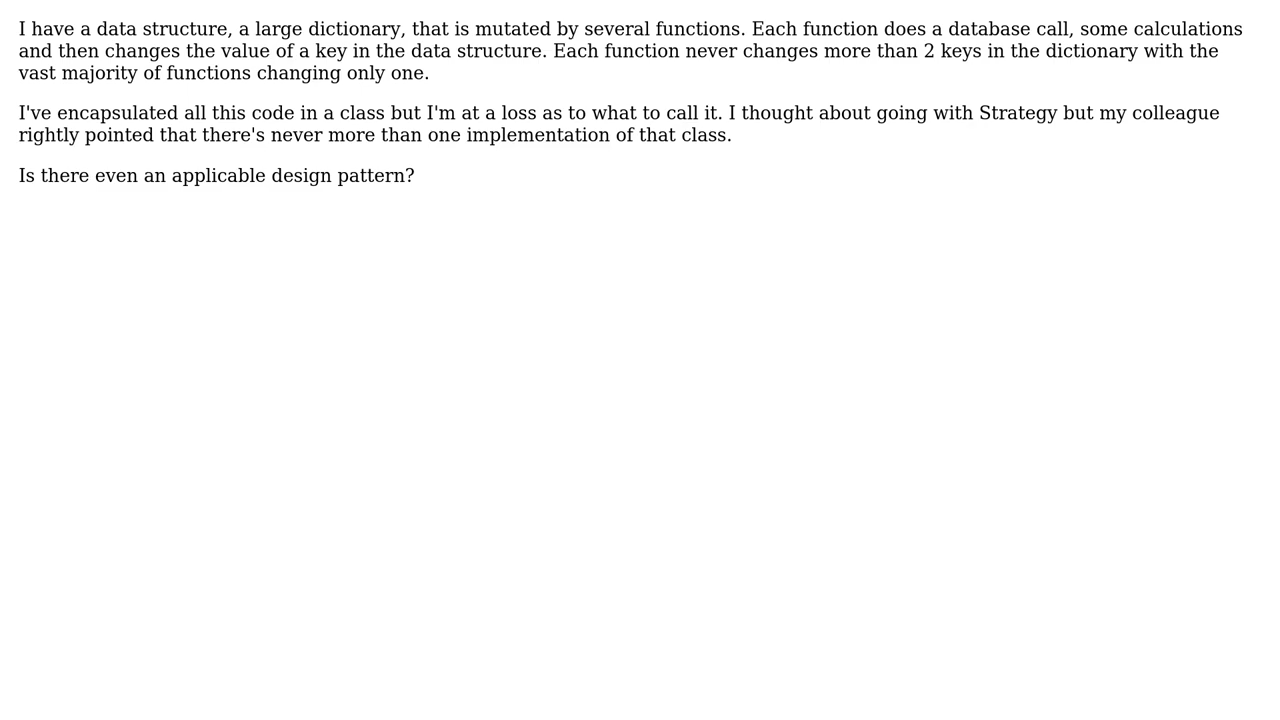 I have a data structure, a large dictionary, that is mutated by several functions. Each function does a database call, some calculations
and then changes the value of a key in the data structure. Each function never changes more than 2 keys in the dictionary with the
vast majority of functions changing only one.
I've encapsulated all this code in a class but I'm at a loss as to what to call it. I thought about going with Strategy but my colleague
rightly pointed that there's never more than one implementation of that class.
Is there even an applicable design pattern?